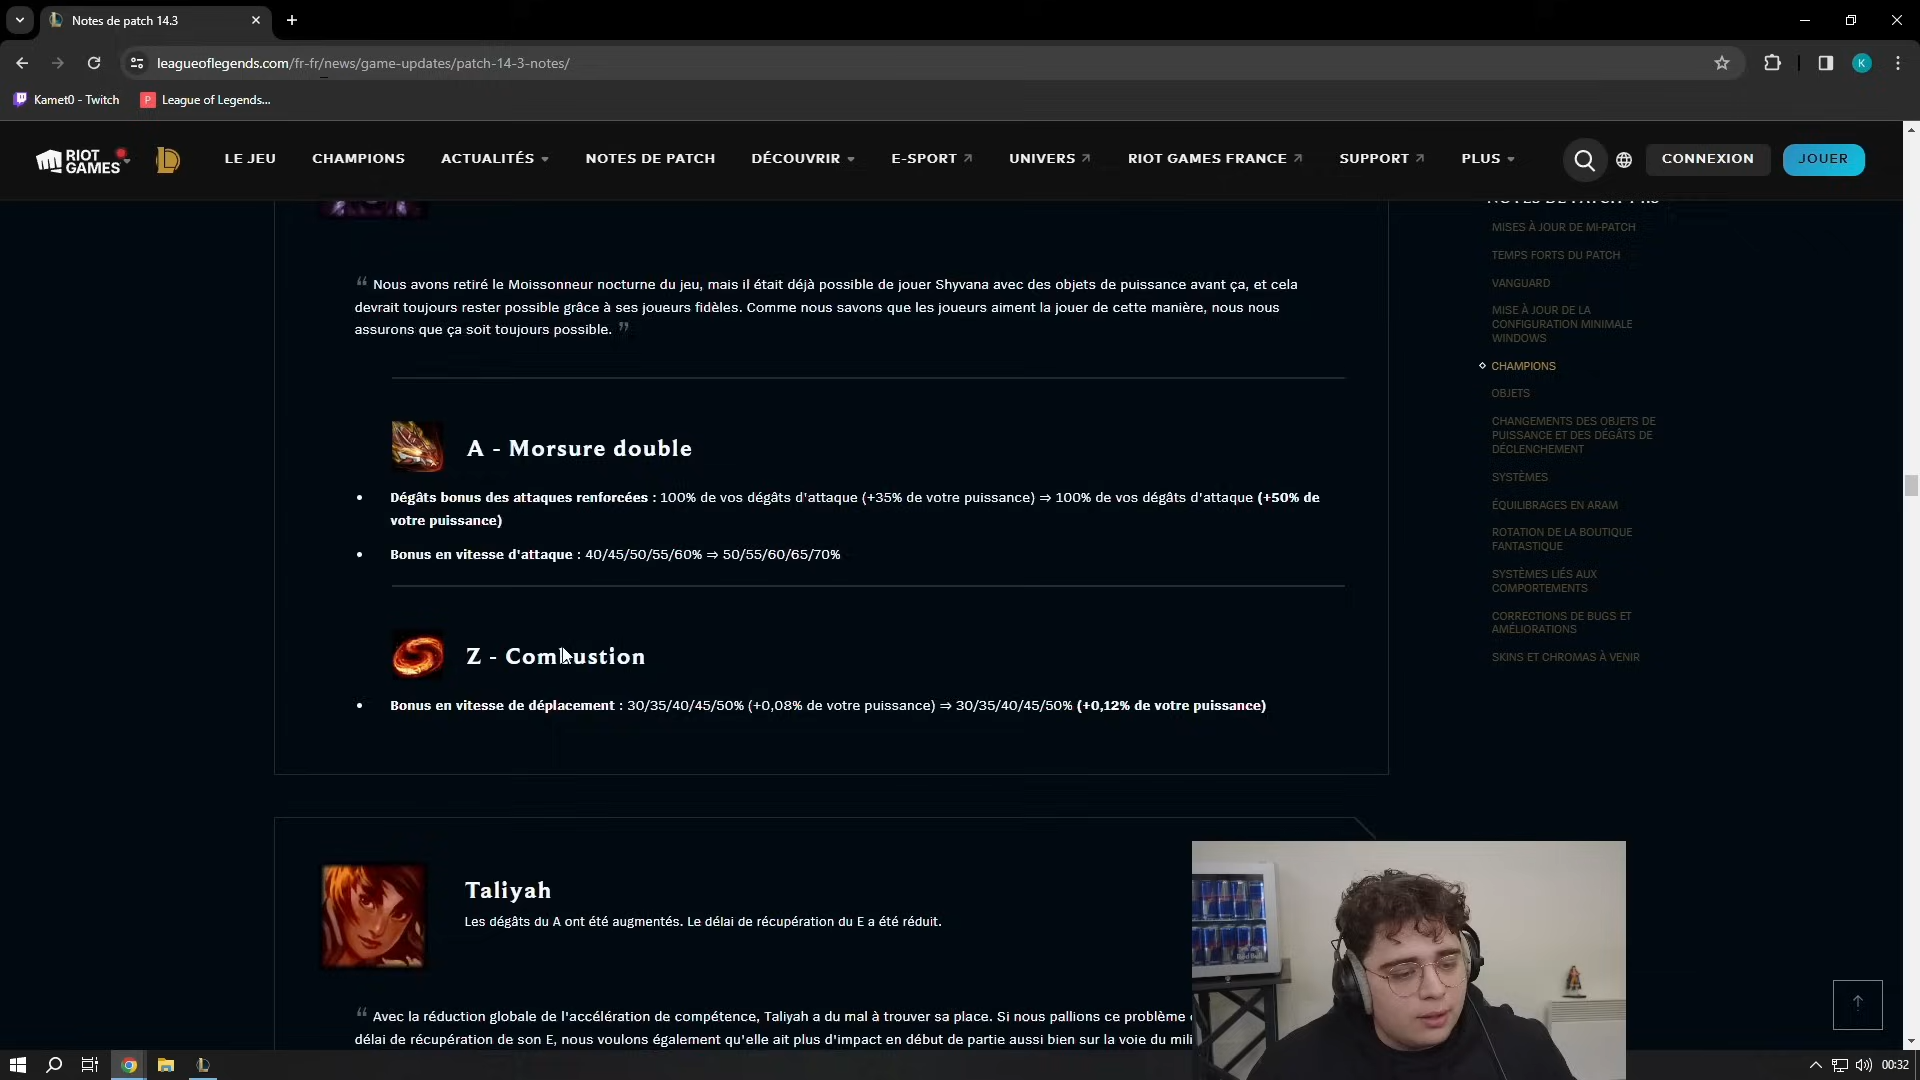 Notes de patch 14.3
leagueoflegends.com/fr-fr/news/game-updates/patch-14-3-notes/
K
Kamet0 - Twitch
P League of Legends...
RIOT GAMES
LE JEU
CHAMPIONS
ACTUALITÉS
NOTES DE PATCH
DÉCOUVRIR
E-SPORT
UNIVERS
RIOT GAMES FRANCE
SUPPORT
PLUS
CONNEXION
JOUER
MISES À JOUR DE MI-PATCH
TEMPS FORTS DU PATCH
VANGUARD
MISE À JOUR DE LA
CONFIGURATION MINIMALE
WINDOWS
CHAMPIONS
OBJETS
CHANGEMENTS DES OBJETS DE
PUISSANCE ET DES DÉGÂTS DE
DÉCLENCHEMENT
SYSTÈMES
ÉQUILIBRAGES EN ARAM
ROTATION DE LA BOUTIQUE
FANTASTIQUE
SYSTÈMES LIÉS AUX
COMPORTEMENTS
CORRECTIONS DE BUGS ET
AMÉLIORATIONS
SKINS ET CHROMAS À VENIR
“ Nous avons retiré le Moissonneur nocturne du jeu, mais il était déjà possible de jouer Shyvana avec des objets de puissance avant ça, et cela
devrait toujours rester possible grâce à ses joueurs fidèles. Comme nous savons que les joueurs aiment la jouer de cette manière, nous nous
assurons que ça soit toujours possible. ”
A - Morsure double
• Dégâts bonus des attaques renforcées : 100% de vos dégâts d'attaque (+35% de votre puissance) ⇒ 100% de vos dégâts d'attaque (+50% de
votre puissance)
• Bonus en vitesse d'attaque : 40/45/50/55/60% ⇒ 50/55/60/65/70%
Z - Combustion
• Bonus en vitesse de déplacement : 30/35/40/45/50% (+0,08% de votre puissance) ⇒ 30/35/40/45/50% (+0,12% de votre puissance)
Taliyah
Les dégâts du A ont été augmentés. Le délai de récupération du E a été réduit.
“ Avec la réduction globale de l'accélération de compétence, Taliyah a du mal à trouver sa place. Si nous pallions ce problème
délai de récupération de son E, nous voulons également qu'elle ait plus d'impact en début de partie aussi bien sur la voie du mili
00:32